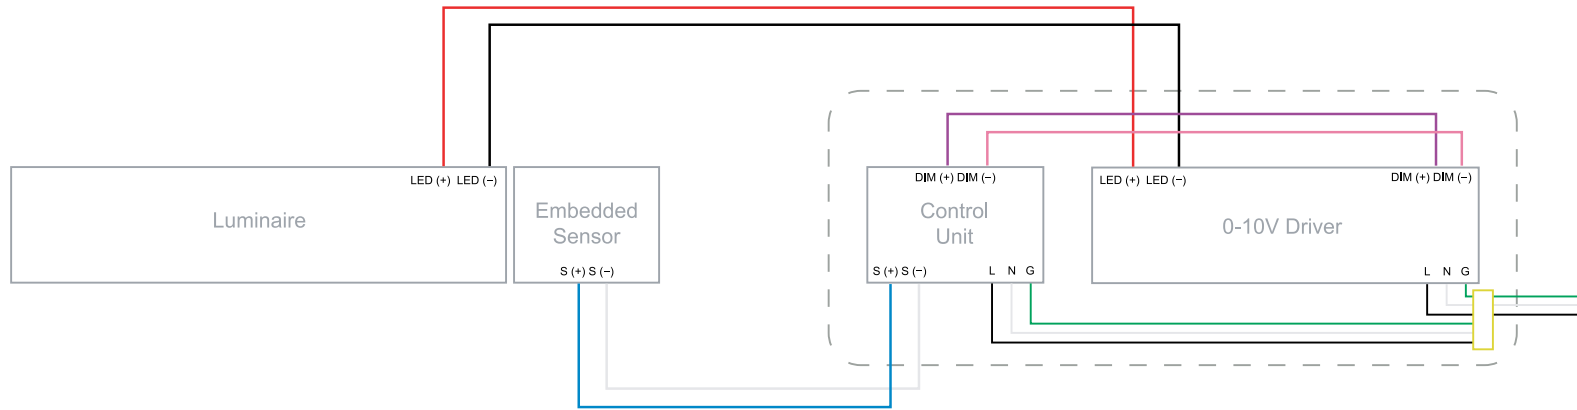 LED (+) LED (–)
Luminaire
Embedded
Sensor
S (+) S (–)
DIM (+) DIM (–)
Control
Unit
S (+) S (–)
L N G
LED (+) LED (–)
DIM (+) DIM (–)
0-10V Driver
L N G